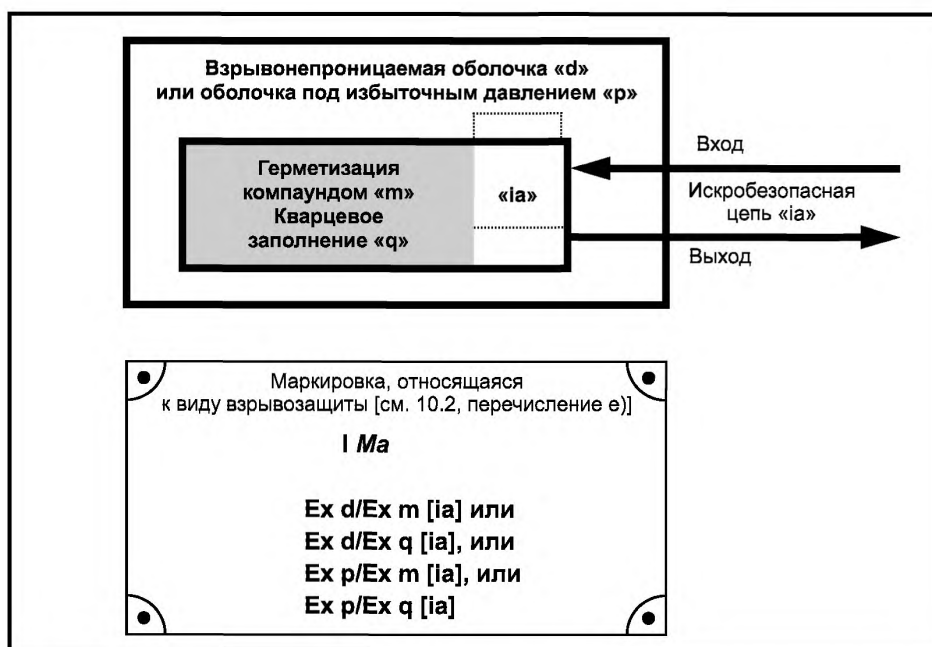 Взрывонепроницаемая оболочка «d»
или оболочка под избыточным давлением «p»
Герметизация
компаундом «m»
Кварцевое
заполнение «q»
«ia»
Вход
Искробезопасная
цепь «ia»
Выход
Маркировка, относящаяся
к виду взрывозащиты [см. 10.2, перечисление е)]
I Ma
Ex d/Ex m [ia] или
Ex d/Ex q [ia], или
Ex p/Ex m [ia], или
Ex p/Ex q [ia]